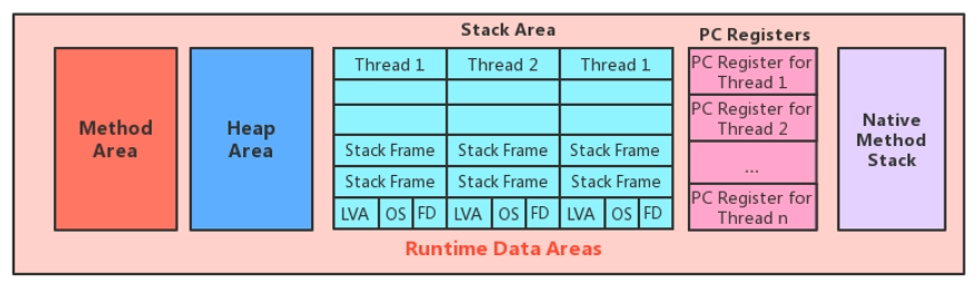 Stack Area
PC Registers
Method
Area
Heap
Area
Thread 1
Thread 2
Thread 1
Stack Frame
Stack Frame
Stack Frame
Stack Frame
Stack Frame
Stack Frame
LVA
OS
FD
LVA
OS
FD
LVA
OS
FD
PC Register for
Thread 1
PC Register for
Thread 2
...
PC Register for
Thread n
Native
Method
Stack
Runtime Data Areas